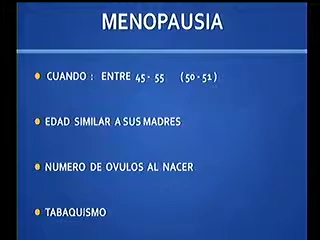 MENOPAUSIA
• CUANDO : ENTRE 45 - 55 ( 50 - 51 )
• EDAD SIMILAR A SUS MADRES
• NUMERO DE OVULOS AL NACER
• TABAQUISMO